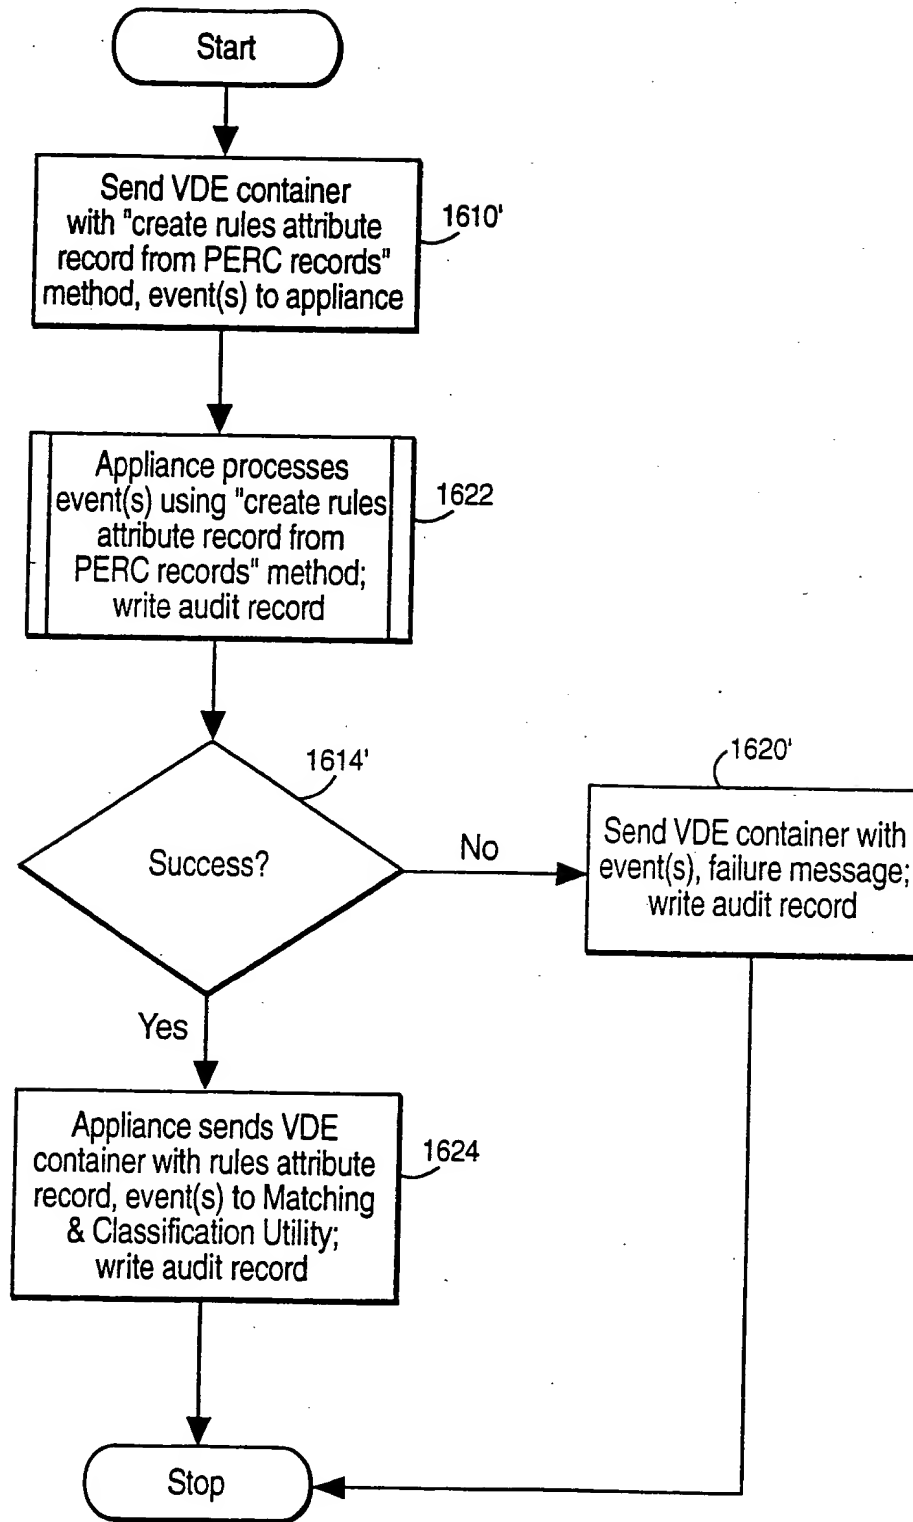 Start
Send VDE container
with "create rules attribute
record from PERC records"
method, event(s) to appliance
1610'
Appliance processes
event(s) using "create rules
attribute record from
PERC records" method;
write audit record
1622
1614'
Success?
No
1620'
Send VDE container with
event(s), failure message;
write audit record
Yes
Appliance sends VDE
container with rules attribute
record, event(s) to Matching
& Classification Utility;
write audit record
1624
Stop